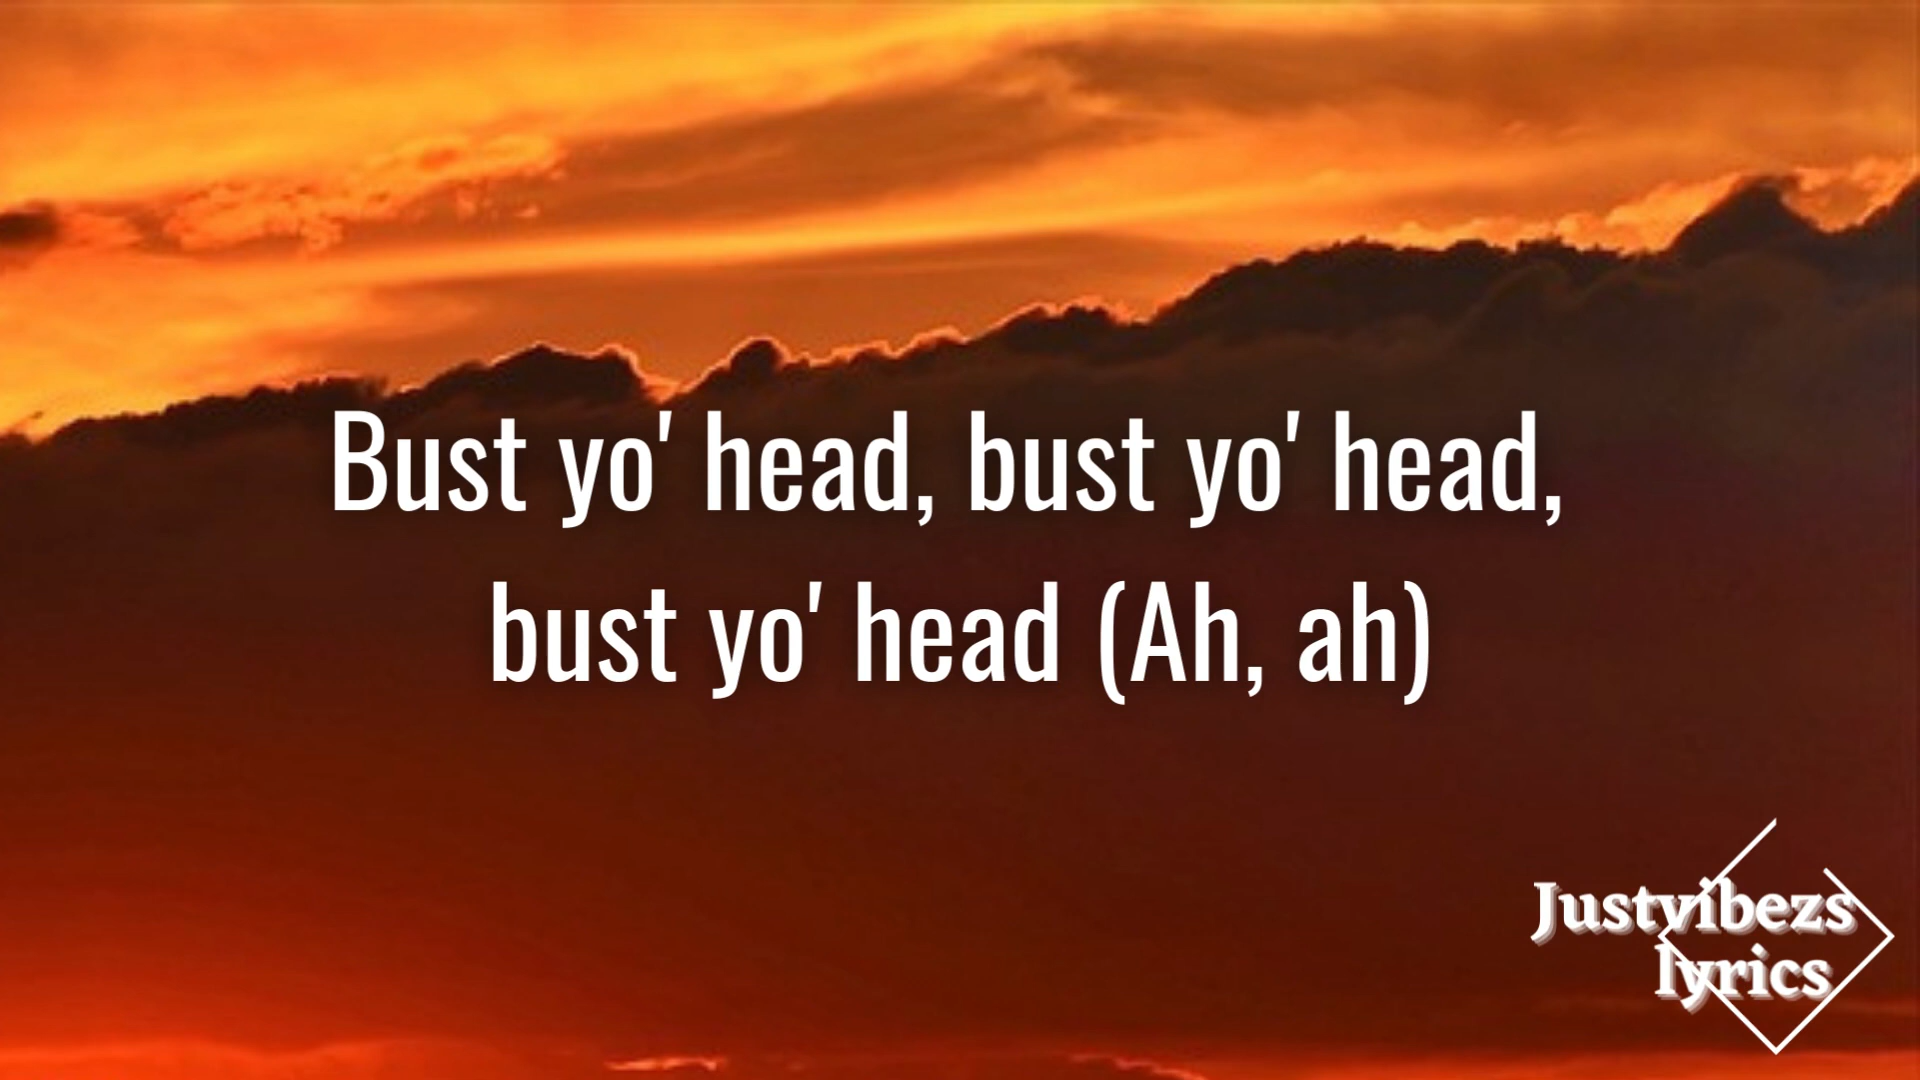 Bust yo' head, bust yo' head,
bust yo' head (Ah, ah)
Justvibezs
lyrics